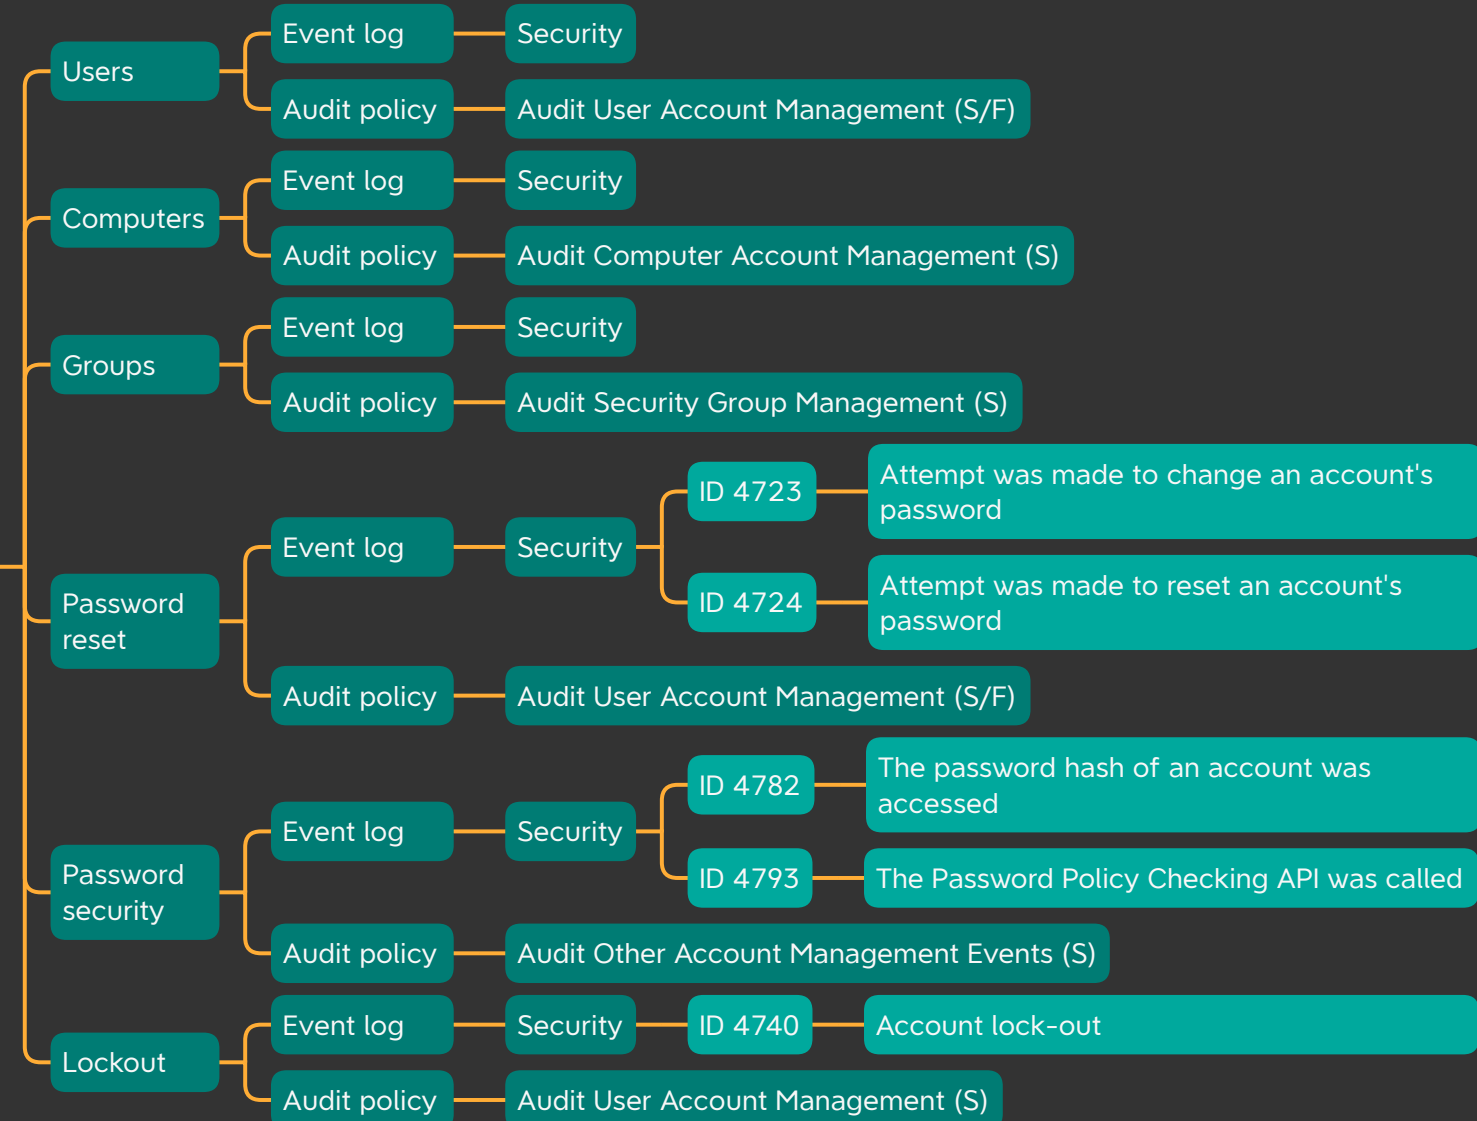 Users
Event log
Security
Audit policy
Audit User Account Management (S/F)
Computers
Event log
Security
Audit policy
Audit Computer Account Management (S)
Groups
Event log
Security
Audit policy
Audit Security Group Management (S)
Password
reset
Event log
Security
ID 4723
Attempt was made to change an account's
password
ID 4724
Attempt was made to reset an account's
password
Audit policy
Audit User Account Management (S/F)
Password
security
Event log
Security
ID 4782
The password hash of an account was
accessed
ID 4793
The Password Policy Checking API was called
Audit policy
Audit Other Account Management Events (S)
Lockout
Event log
Security
ID 4740
Account lock-out
Audit policy
Audit User Account Management (S)